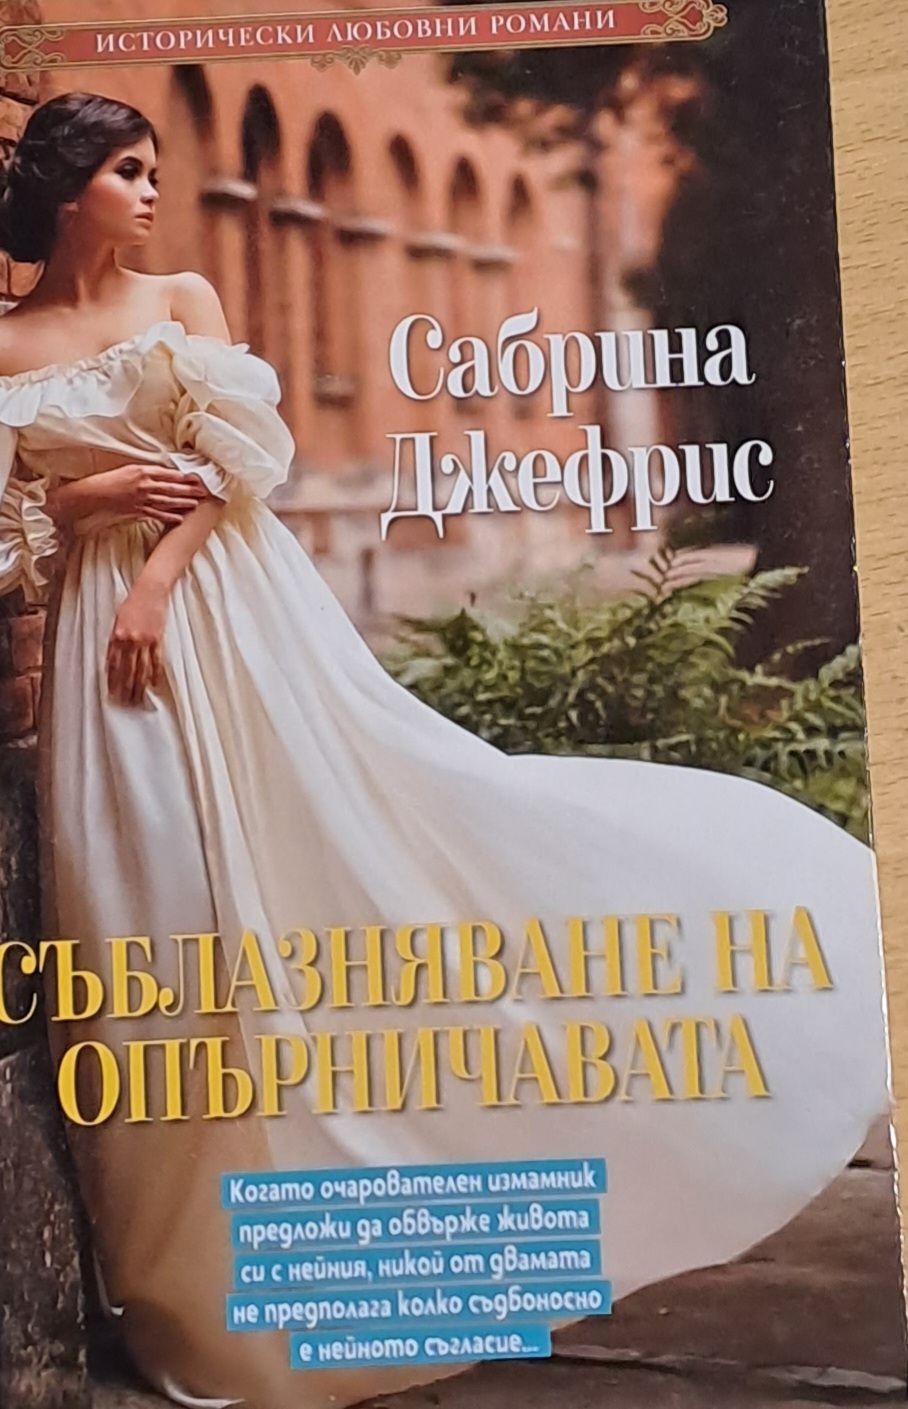 ИСТОРИЧЕСКИ ЛЮБОВНИ РОМАНИ
Сабрина
Джефрис
СЪБЛАЗНЯВАНЕ НА
ОПЪРНИЧАВАТА
Когато очарователен измамник
предложи да обвърже живота
си с нейния, никой от двамата
не предполага колко съдбоносно
е нейното съгласие...